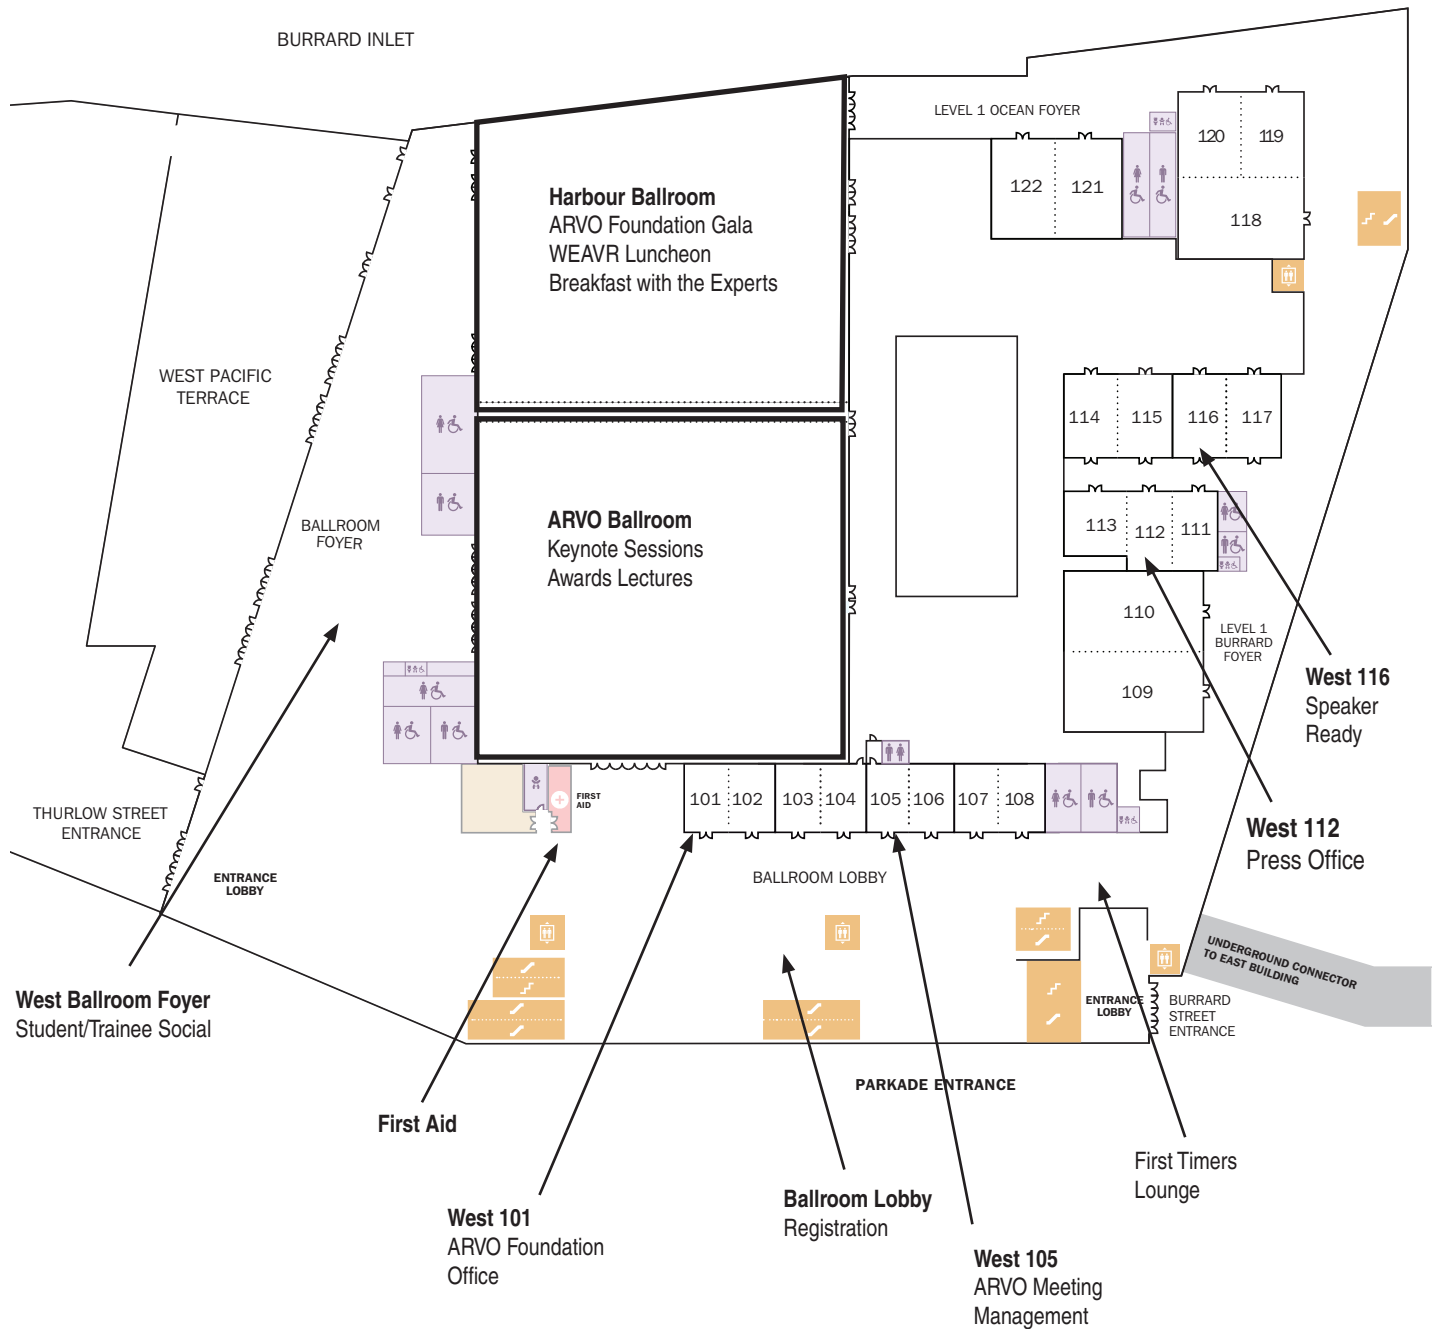 BURRARD INLET
LEVEL 1 OCEAN FOYER
120
119
122
121
118
Harbour Ballroom
ARVO Foundation Gala
WEAVR Luncheon
Breakfast with the Experts
WEST PACIFIC
TERRACE
114
115
116
117
BALLROOM
FOYER
ARVO Ballroom
Keynote Sessions
Awards Lectures
113
112
111
110
109
LEVEL 1
BURRARD
FOYER
West 116
Speaker
Ready
THURLOW STREET
ENTRANCE
FIRST
AID
101
102
103
104
105
106
107
108
West 112
Press Office
ENTRANCE
LOBBY
BALLROOM LOBBY
UNDERGROUND CONNECTOR
TO EAST BUILDING
West Ballroom Foyer
Student/Trainee Social
ENTRANCE
LOBBY
BURRARD
STREET
ENTRANCE
PARKADE ENTRANCE
First Aid
First Timers
Lounge
Ballroom Lobby
Registration
West 101
ARVO Foundation
Office
West 105
ARVO Meeting
Management